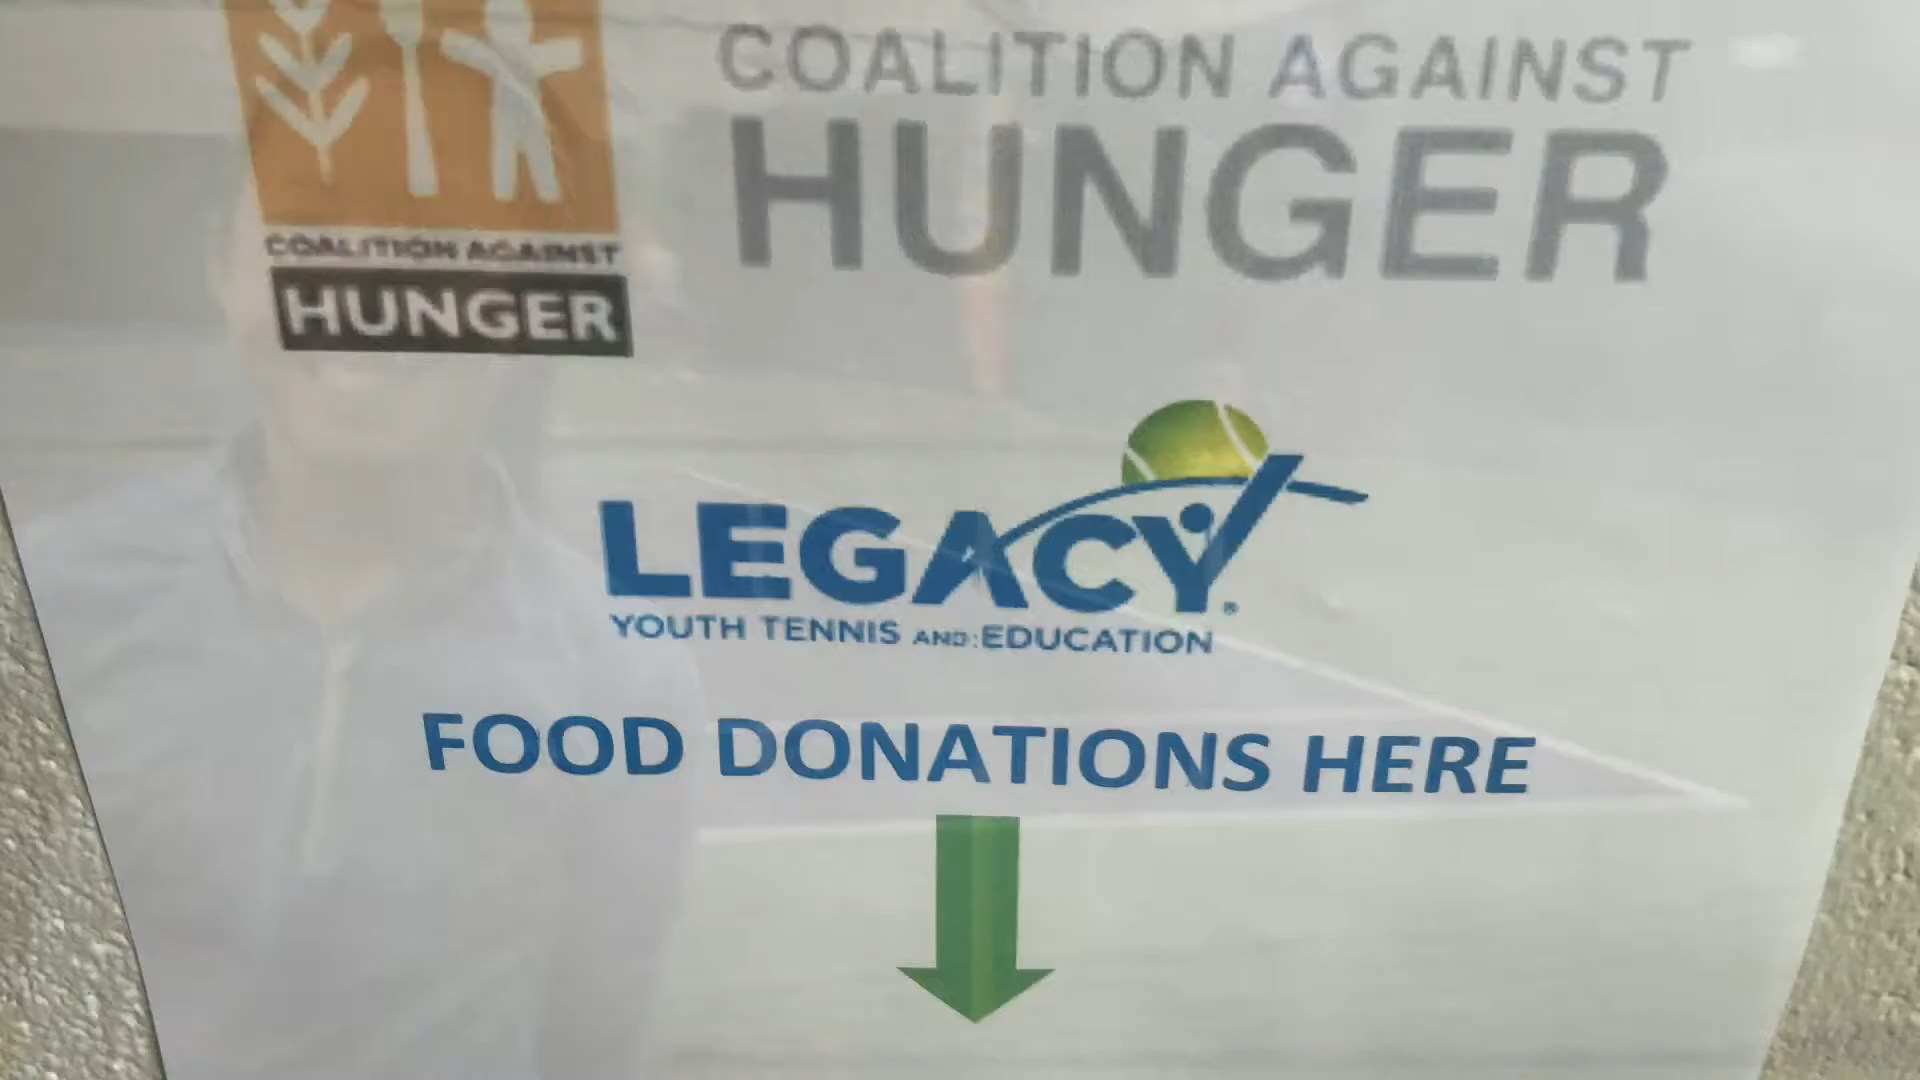 COALITION AGAINST
HUNGER
COALITION AGAINST
HUNGER
LEGACY®
YOUTH TENNIS AND EDUCATION
FOOD DONATIONS HERE